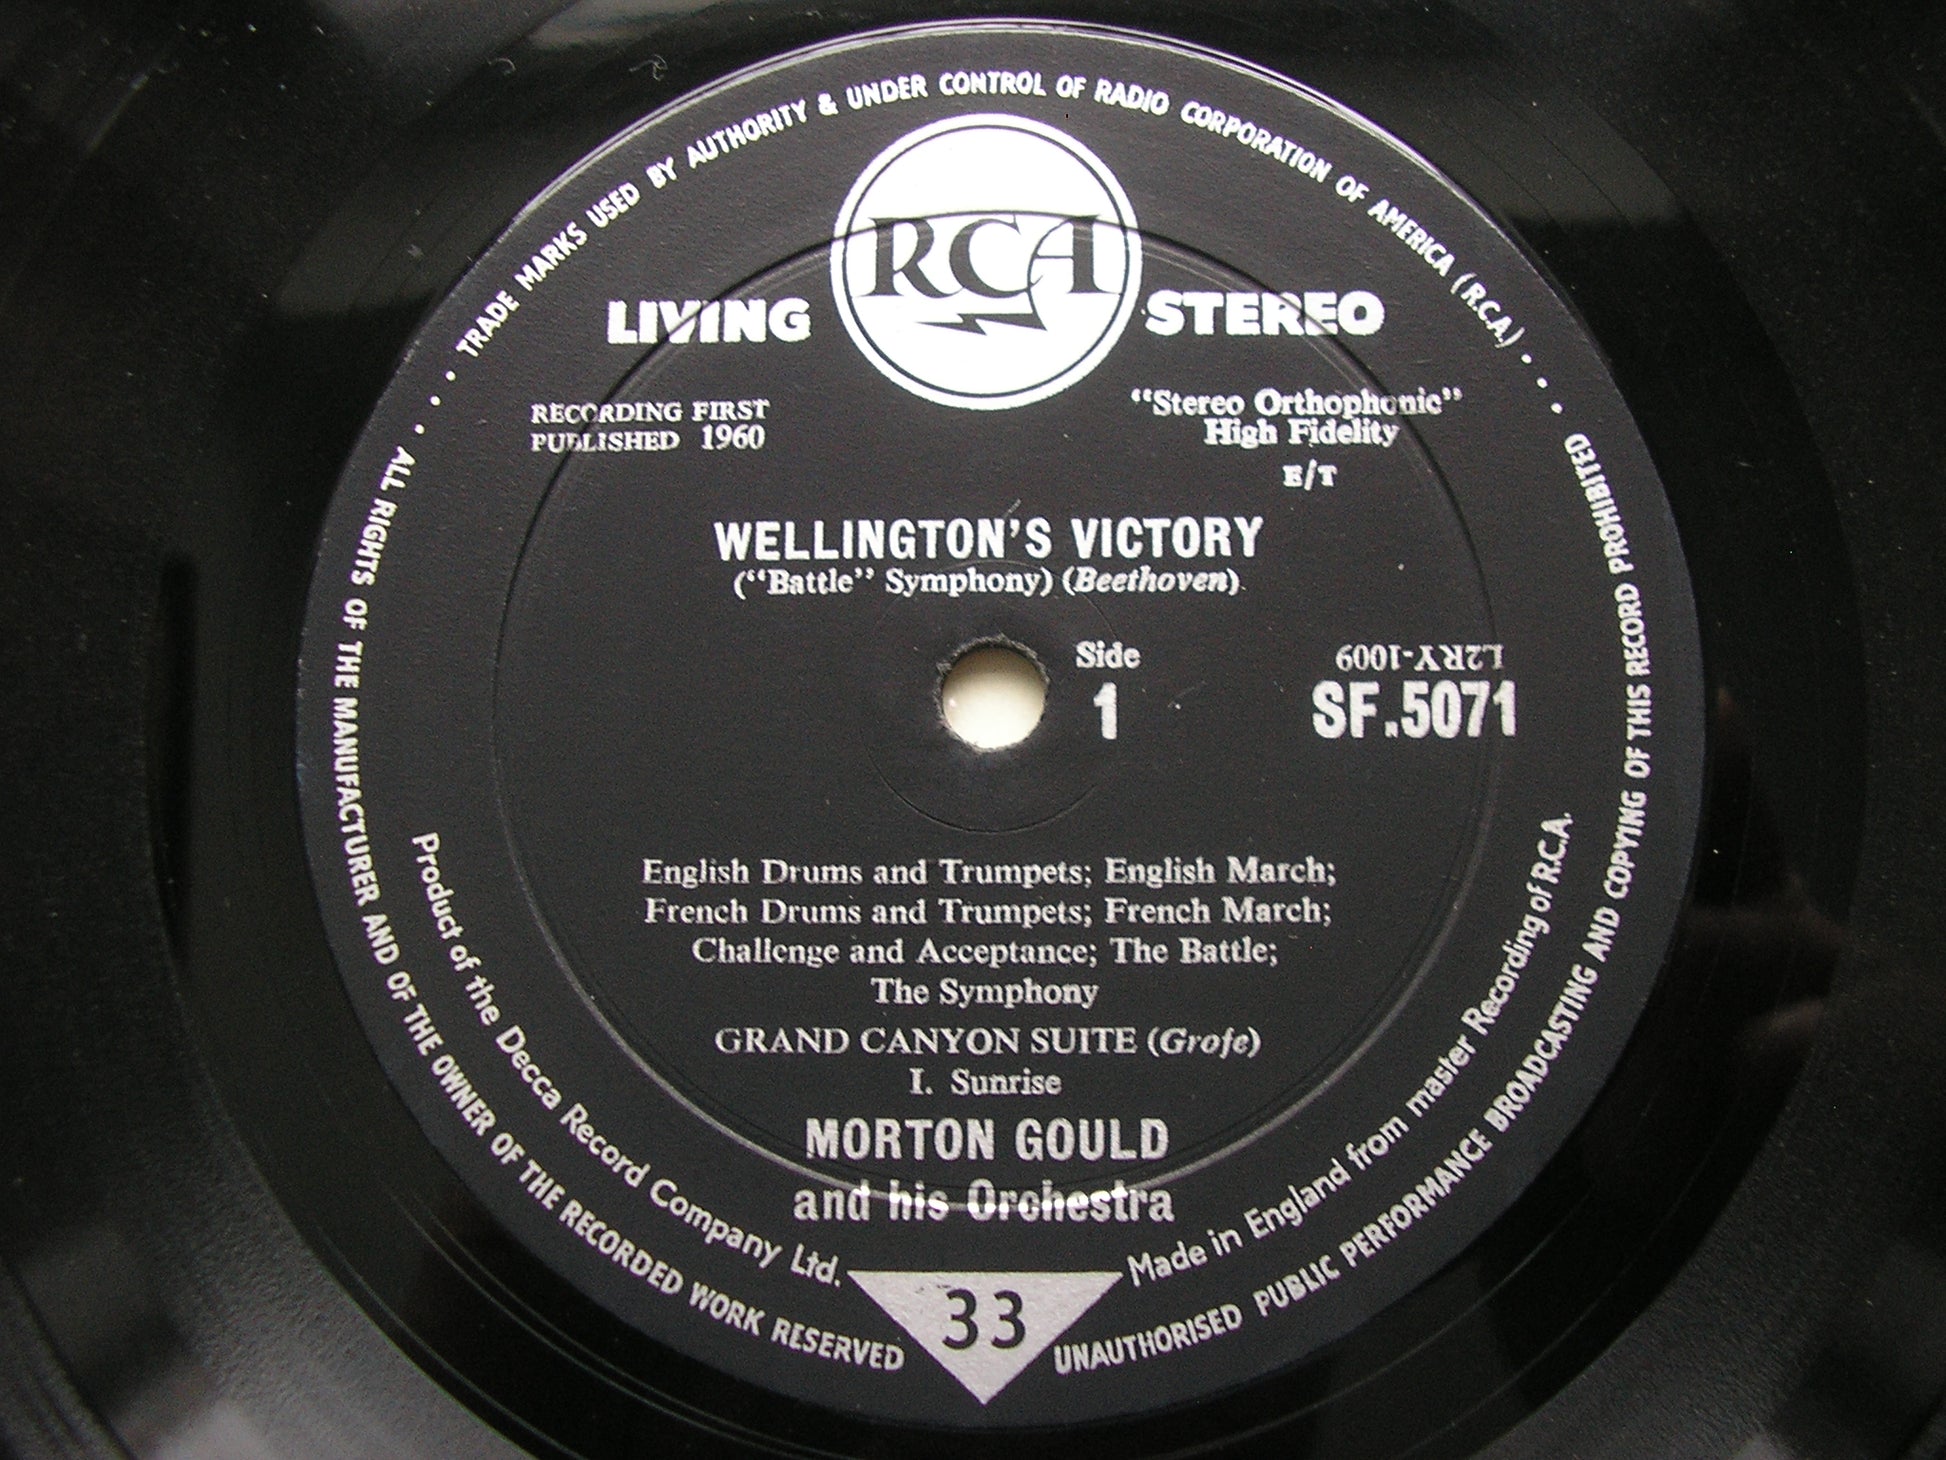 TRADE MARKS USED BY AUTHORITY & UNDER CONTROL OF RADIO CORPORATION OF AMERICA (R.C.A.)
RCA
LIVING STEREO
RECORDING FIRST
PUBLISHED 1960
"Stereo Orthophonic"
High Fidelity
E/T
WELLINGTON'S VICTORY
("Battle" Symphony) (Beethoven)
Side
1
L2RY-1009
SF.5071
English Drums and Trumpets; English March;
French Drums and Trumpets; French March;
Challenge and Acceptance; The Battle;
The Symphony
GRAND CANYON SUITE (Grofe)
I. Sunrise
MORTON GOULD
and his Orchestra
Product of the Decca Record Company Ltd.
Made in England from master Recording of R.C.A.
33
ALL RIGHTS OF THE MANUFACTURER AND OF THE OWNER OF THE RECORDED WORK RESERVED
UNAUTHORISED PUBLIC PERFORMANCE BROADCASTING AND COPYING OF THIS RECORD PROHIBITED